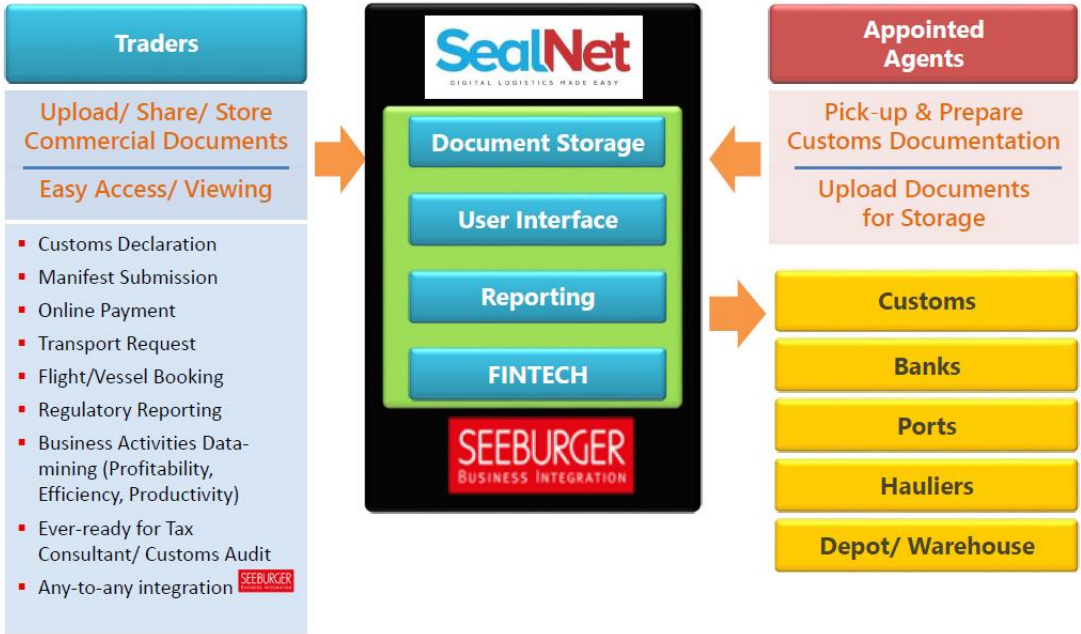 Traders
Upload/ Share/ Store
Commercial Documents
Easy Access/ Viewing
▪ Customs Declaration
▪ Manifest Submission
▪ Online Payment
▪ Transport Request
▪ Flight/Vessel Booking
▪ Regulatory Reporting
▪ Business Activities Data-
mining (Profitability,
Efficiency, Productivity)
▪ Ever-ready for Tax
Consultant/ Customs Audit
▪ Any-to-any integration SEEBURGER
BUSINESS INTEGRATION
SealNet
DIGITAL LOGISTICS MADE EASY
Document Storage
User Interface
Reporting
FINTECH
SEEBURGER
BUSINESS INTEGRATION
Appointed
Agents
Pick-up & Prepare
Customs Documentation
Upload Documents
for Storage
Customs
Banks
Ports
Hauliers
Depot/ Warehouse